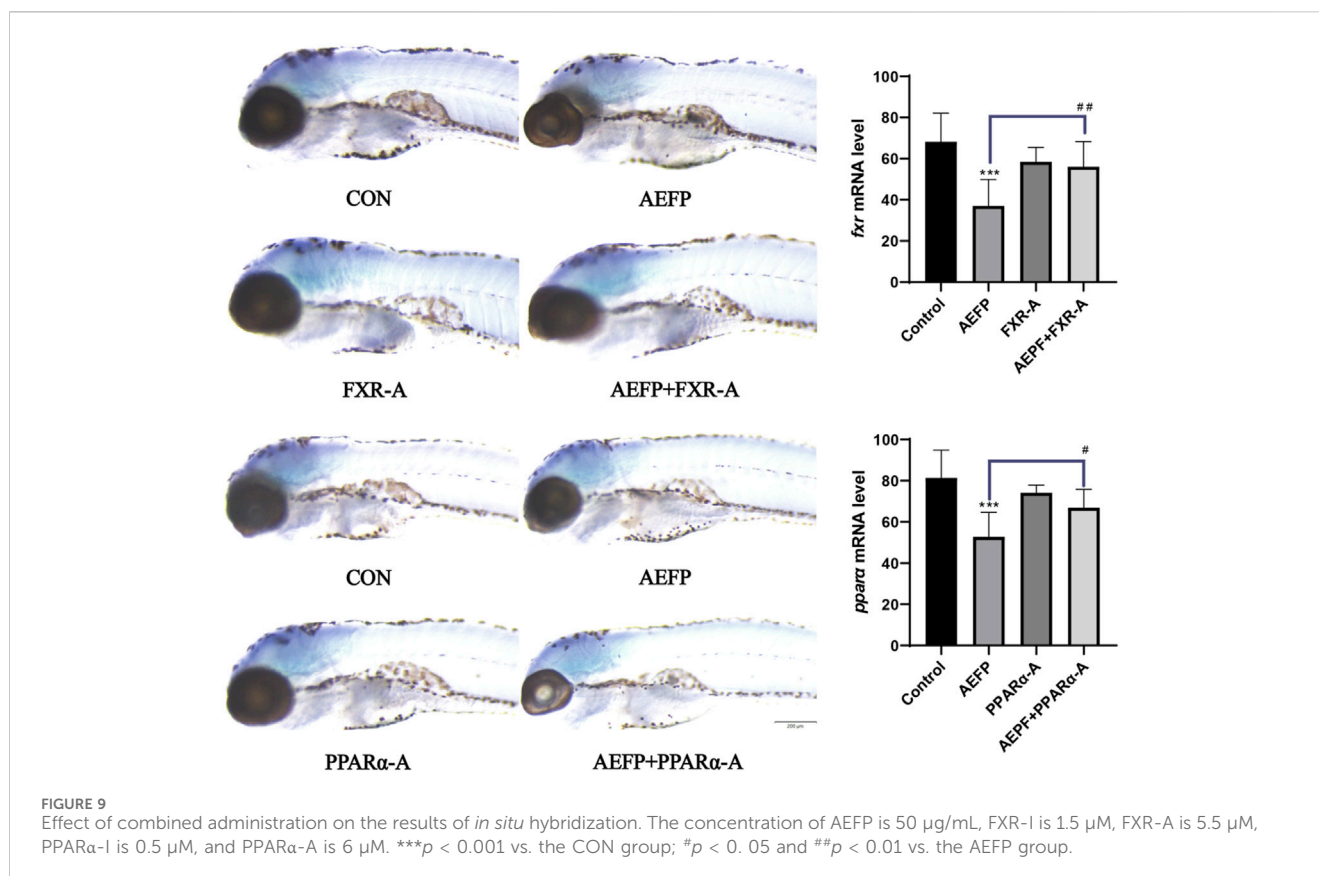 CON
AEFP
FXR-A
AEFP+FXR-A
CON
AEFP
PPARα-A
AEFP+PPARα-A
200 μm
fxr mRNA level
100
80
60
40
20
0
***
##
Control
AEFP
FXR-A
AEPF+FXR-A
pparα mRNA level
100
80
60
40
20
0
***
#
Control
AEFP
PPARα-A
AEPF+PPARα-A
FIGURE 9
Effect of combined administration on the results of in situ hybridization. The concentration of AEFP is 50 μg/mL, FXR-I is 1.5 μM, FXR-A is 5.5 μM,
PPARα-I is 0.5 μM, and PPARα-A is 6 μM. ***p < 0.001 vs. the CON group; #p < 0. 05 and ##p < 0.01 vs. the AEFP group.